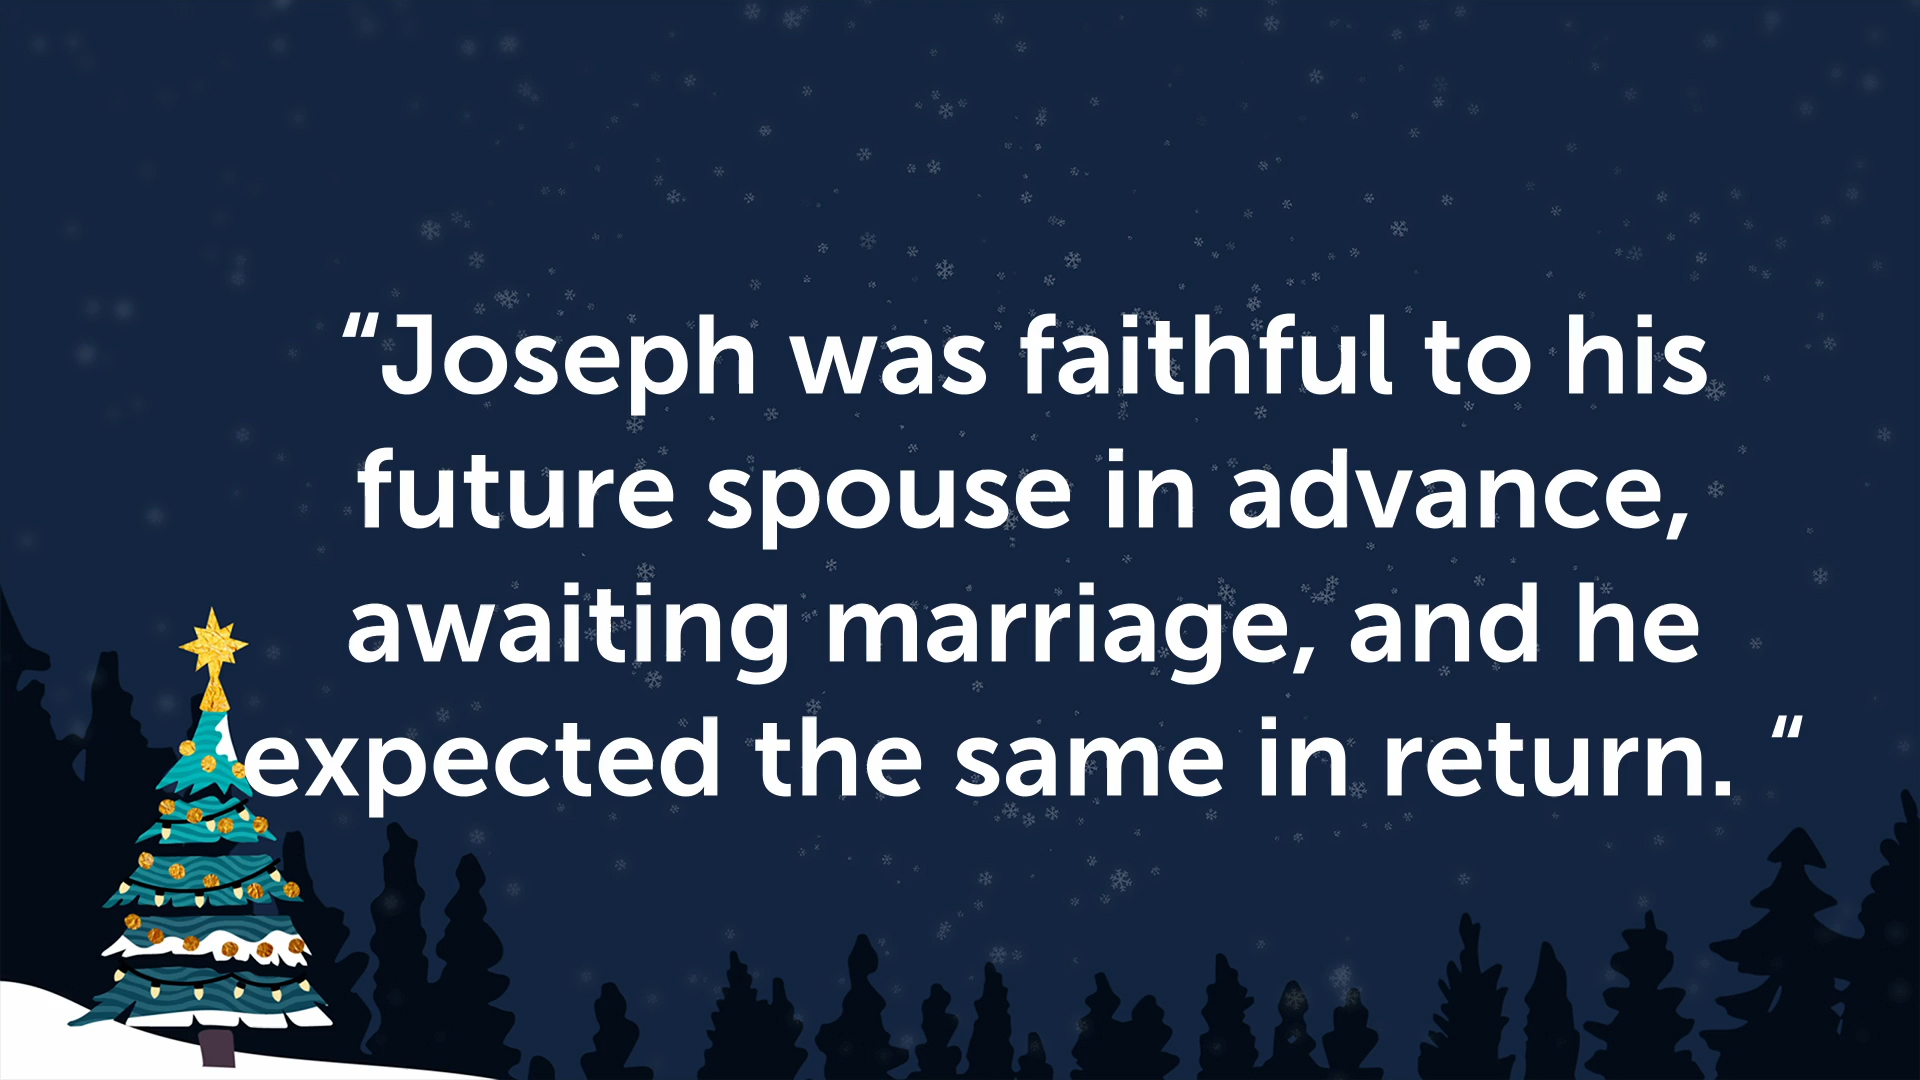 “Joseph was faithful to his
future spouse in advance,
awaiting marriage, and he
expected the same in return. “